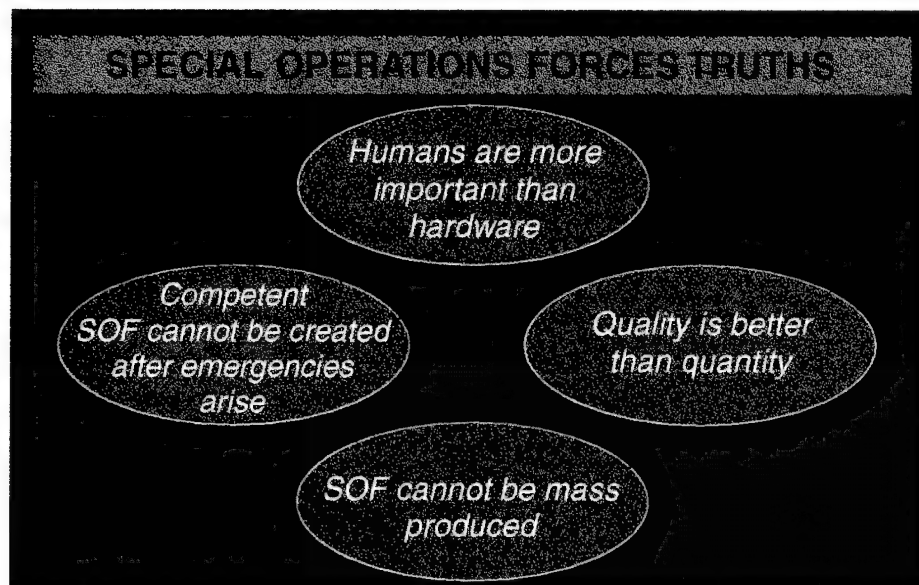 SPECIAL OPERATIONS FORCES TRUTHS
Humans are more
important than
hardware
Competent
SOF cannot be created
after emergencies
arise
Quality is better
than quantity
SOF cannot be mass
produced